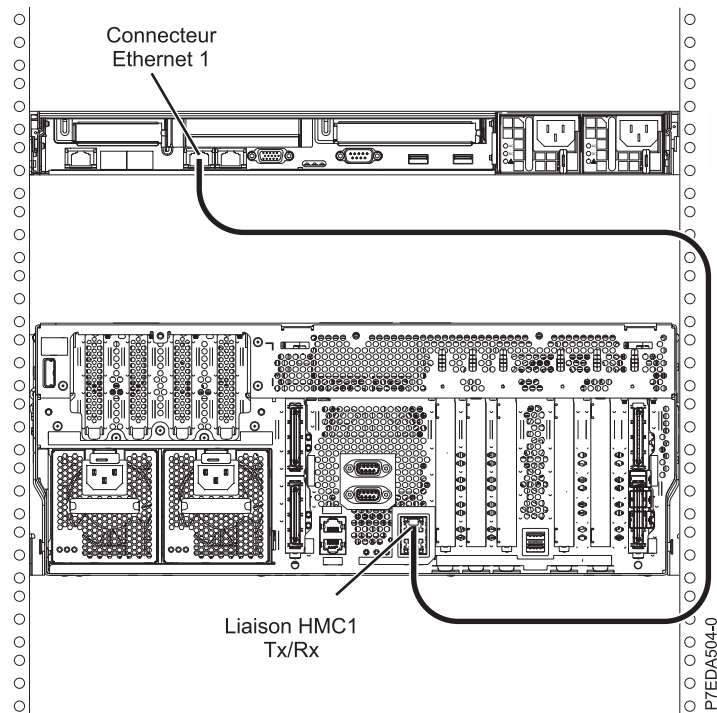 Connecteur
Ethernet 1
Liaison HMC1
Tx/Rx
P7EDA504-0